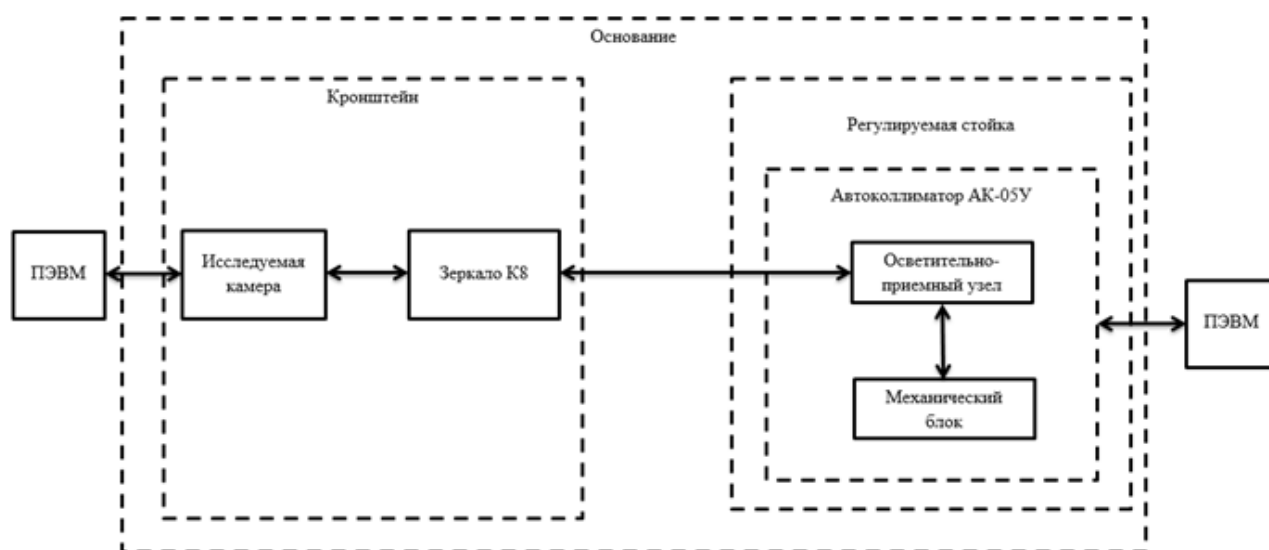 Основание
Кронштейн
Регулируемая стойка
Автоколлиматор АК-05У
ПЭВМ
Исследуемая
камера
Зеркало К8
Осветительно-
приемный узел
ПЭВМ
Механический
блок